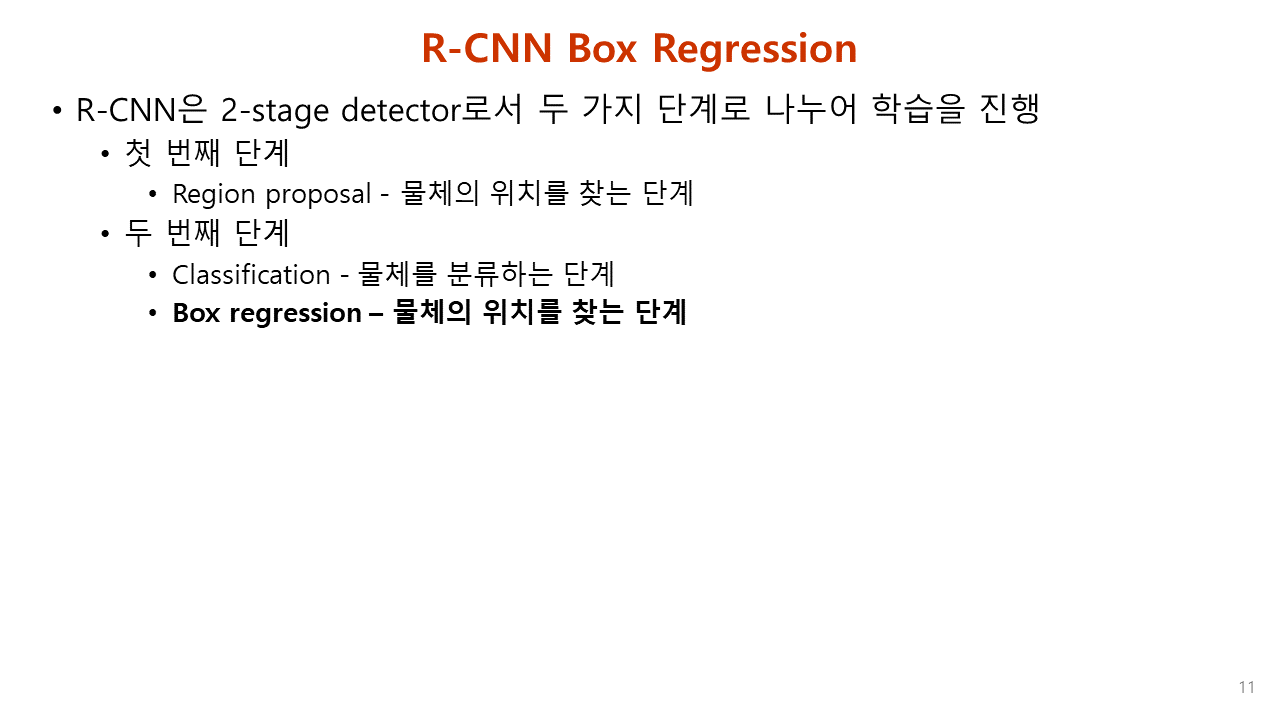 R-CNN Box Regression
• R-CNN은 2-stage detector로서 두 가지 단계로 나누어 학습을 진행
• 첫 번째 단계
• Region proposal - 물체의 위치를 찾는 단계
• 두 번째 단계
• Classification - 물체를 분류하는 단계
• Box regression – 물체의 위치를 찾는 단계
11